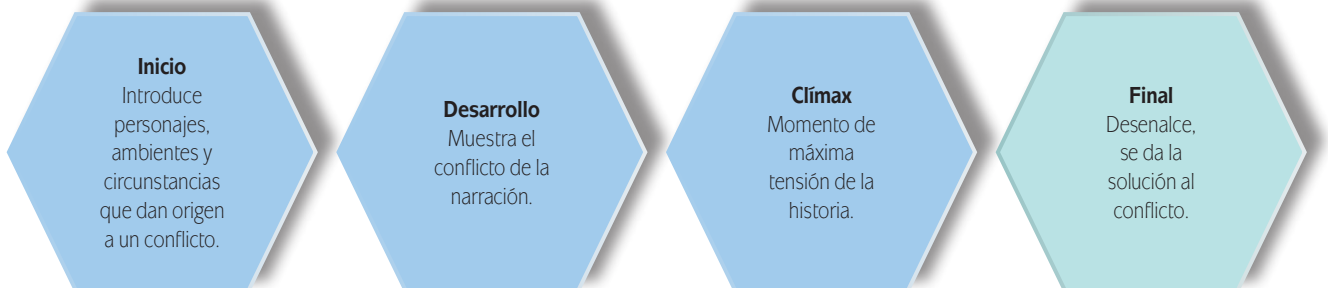 Inicio
Introduce
personajes,
ambientes y
circunstancias
que dan origen
a un conflicto.
Desarrollo
Muestra el
conflicto de la
narración.
Clímax
Momento de
máxima
tensión de la
historia.
Final
Desenalce,
se da la
solución al
conflicto.